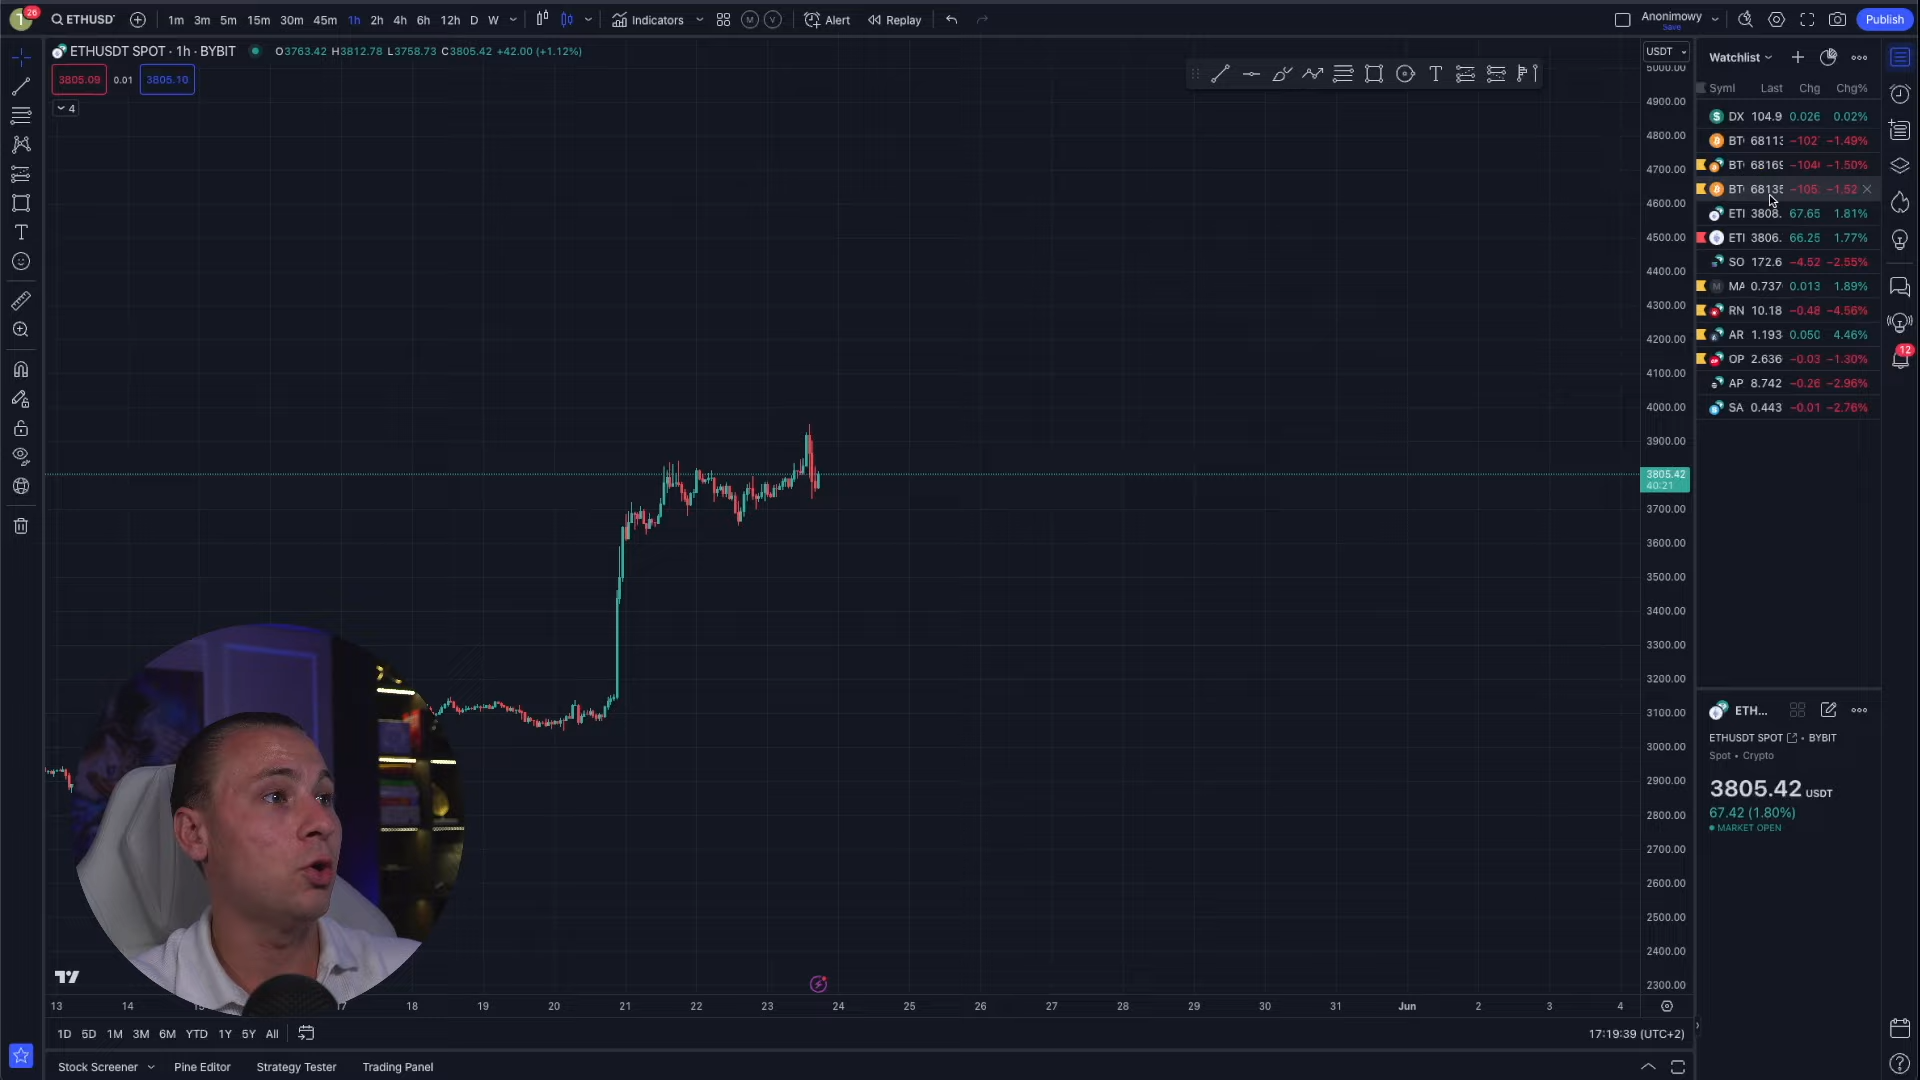 26
ETHUSD
1m 3m 5m 15m 30m 45m 1h 2h 4h 6h 12h D W
Indicators
M V
Alert
Replay
Anonimowy
Save
Publish
ETHUSDT SPOT · 1h · BYBIT
O3763.42 H3812.78 L3758.73 C3805.42 +42.00 (+1.12%)
3805.09 0.01 3805.10
4
USDT
5000.00
4900.00
4800.00
4700.00
4600.00
4500.00
4400.00
4300.00
4200.00
4100.00
4000.00
3900.00
3805.42
40:21
3700.00
3600.00
3500.00
3400.00
3300.00
3200.00
3100.00
3000.00
2900.00
2800.00
2700.00
2600.00
2500.00
2400.00
2300.00
Watchlist
Syml Last Chg Chg%
DX 104.9 0.026 0.02%
BT 68113 −102 −1.49%
BT 68169 −104 −1.50%
BT 68135 −105 −1.52
ETI 3808. 67.65 1.81%
ETI 3806. 66.25 1.77%
SO 172.6 −4.52 −2.55%
MA 0.737 0.013 1.89%
RN 10.18 −0.48 −4.56%
AR 1.193 0.050 4.46%
OP 2.636 −0.03 −1.30%
AP 8.742 −0.26 −2.96%
SA 0.443 −0.01 −2.76%
12
ETH...
ETHUSDT SPOT • BYBIT
Spot • Crypto
3805.42 USDT
67.42 (1.80%)
MARKET OPEN
13 14 17 18 19 20 21 22 23 24 25 26 27 28 29 30 31 Jun 2 3 4
1D 5D 1M 3M 6M YTD 1Y 5Y All
17:19:39 (UTC+2)
Stock Screener
Pine Editor
Strategy Tester
Trading Panel